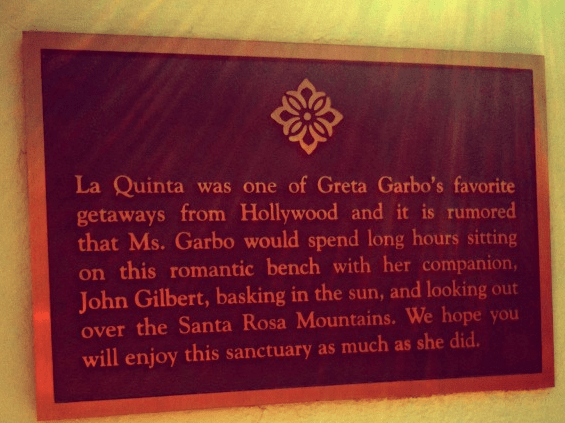 La Quinta was one of Greta Garbo's favorite
getaways from Hollywood and it is rumored
that Ms. Garbo would spend long hours sitting
on this romantic bench with her companion,
John Gilbert, basking in the sun, and looking out
over the Santa Rosa Mountains. We hope you
will enjoy this sanctuary as much as she did.